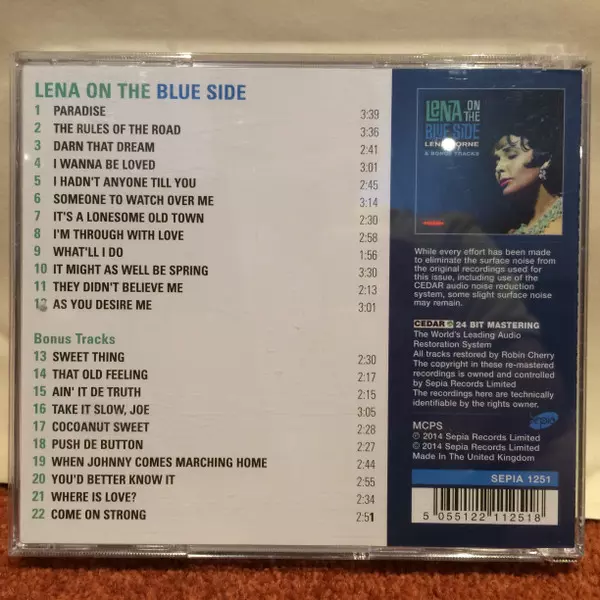 LENA ON THE BLUE SIDE
1 PARADISE 3:39
2 THE RULES OF THE ROAD 3:36
3 DARN THAT DREAM 2:41
4 I WANNA BE LOVED 3:01
5 I HADN'T ANYONE TILL YOU 2:45
6 SOMEONE TO WATCH OVER ME 3:14
7 IT'S A LONESOME OLD TOWN 2:30
8 I'M THROUGH WITH LOVE 2:58
9 WHAT'LL I DO 1:56
10 IT MIGHT AS WELL BE SPRING 3:30
11 THEY DIDN'T BELIEVE ME 2:13
12 AS YOU DESIRE ME 3:01
Bonus Tracks
13 SWEET THING 2:30
14 THAT OLD FEELING 2:17
15 AIN' IT DE TRUTH 2:15
16 TAKE IT SLOW, JOE 3:05
17 COCOANUT SWEET 2:28
18 PUSH DE BUTTON 2:27
19 WHEN JOHNNY COMES MARCHING HOME 2:44
20 YOU'D BETTER KNOW IT 2:55
21 WHERE IS LOVE? 2:34
22 COME ON STRONG 2:51
LENA ON THE
BLUE SIDE
LENA HORNE
& BONUS TRACKS
While every effort has been made
to eliminate the surface noise from
the original recordings used for
this issue, including use of the
CEDAR audio noise reduction
system, some slight surface noise
may remain.
CEDAR 24 BIT MASTERING
The World's Leading Audio
Restoration System
All tracks restored by Robin Cherry
The copyright in these re-mastered
recordings is owned and controlled
by Sepia Records Limited
The recordings here are technically
identifiable by the rights owner.
sepia
MCPS
℗ 2014 Sepia Records Limited
© 2014 Sepia Records Limited
Made In The United Kingdom
SEPIA 1251
5 055122 112518